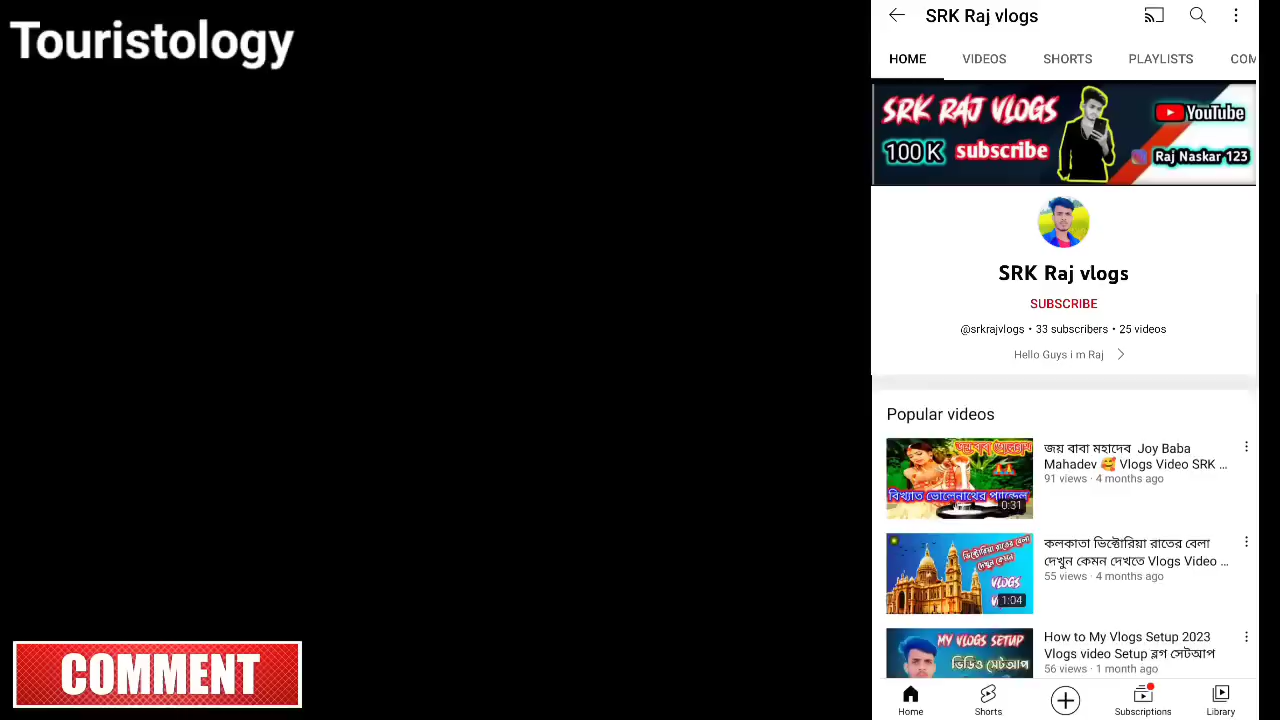 Touristology
SRK Raj vlogs
HOME VIDEOS SHORTS PLAYLISTS COM
SRK RAJ VLOGS
100 K subscribe
YouTube
Raj Naskar 123
SRK Raj vlogs
SUBSCRIBE
@srkrajvlogs • 33 subscribers • 25 videos
Hello Guys i m Raj
Popular videos
বিখ্যাত ভোলেনাথের প্যান্ডেল
0:31
জয় বাবা মহাদেব Joy Baba
Mahadev 🥰 Vlogs Video SRK ...
91 views · 4 months ago
ভিক্টোরিয়া রাতের বেলা
দেখুন কেমন
VLOGS
1:04
কলকাতা ভিক্টোরিয়া রাতের বেলা
দেখুন কেমন দেখতে Vlogs Video ...
55 views · 4 months ago
MY VLOGS SETUP
ভিডিও সেটআপ
How to My Vlogs Setup 2023
Vlogs video Setup ব্লগ সেটআপ
56 views · 1 month ago
COMMENT
Home Shorts Subscriptions Library